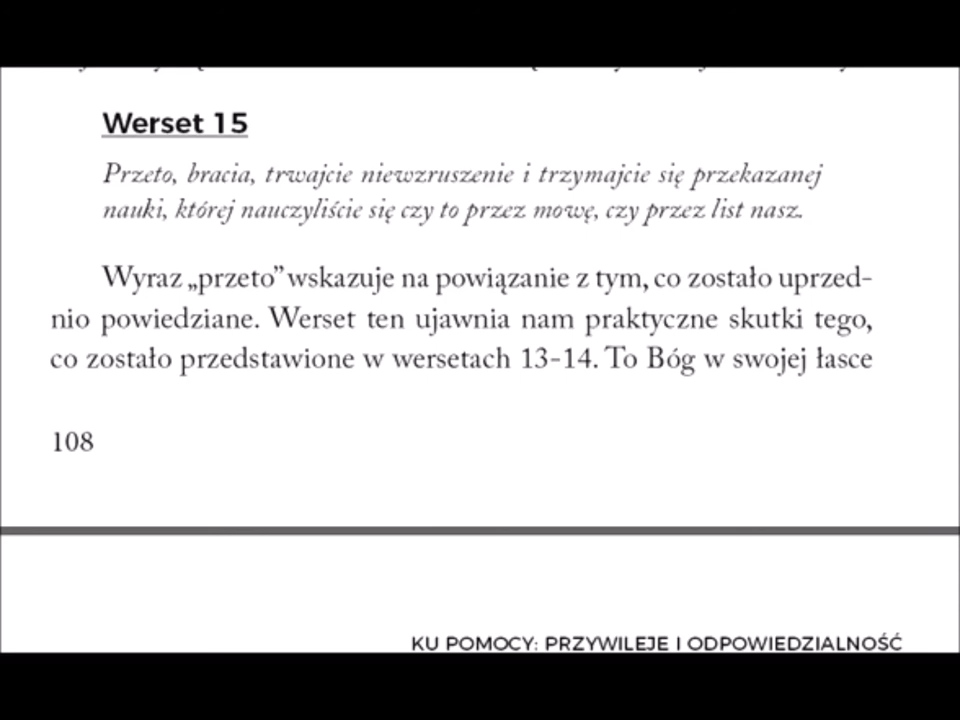 Werset 15
Przeto, bracia, trwajcie niewzruszenie i trzymajcie się przekazanej
nauki, której nauczyliście się czy to przez mowę, czy przez list nasz.
Wyraz „przeto” wskazuje na powiązanie z tym, co zostało uprzed-
nio powiedziane. Werset ten ujawnia nam praktyczne skutki tego,
co zostało przedstawione w wersetach 13-14. To Bóg w swojej łasce
108
KU POMOCY: PRZYWILEJE I ODPOWIEDZIALNOŚĆ